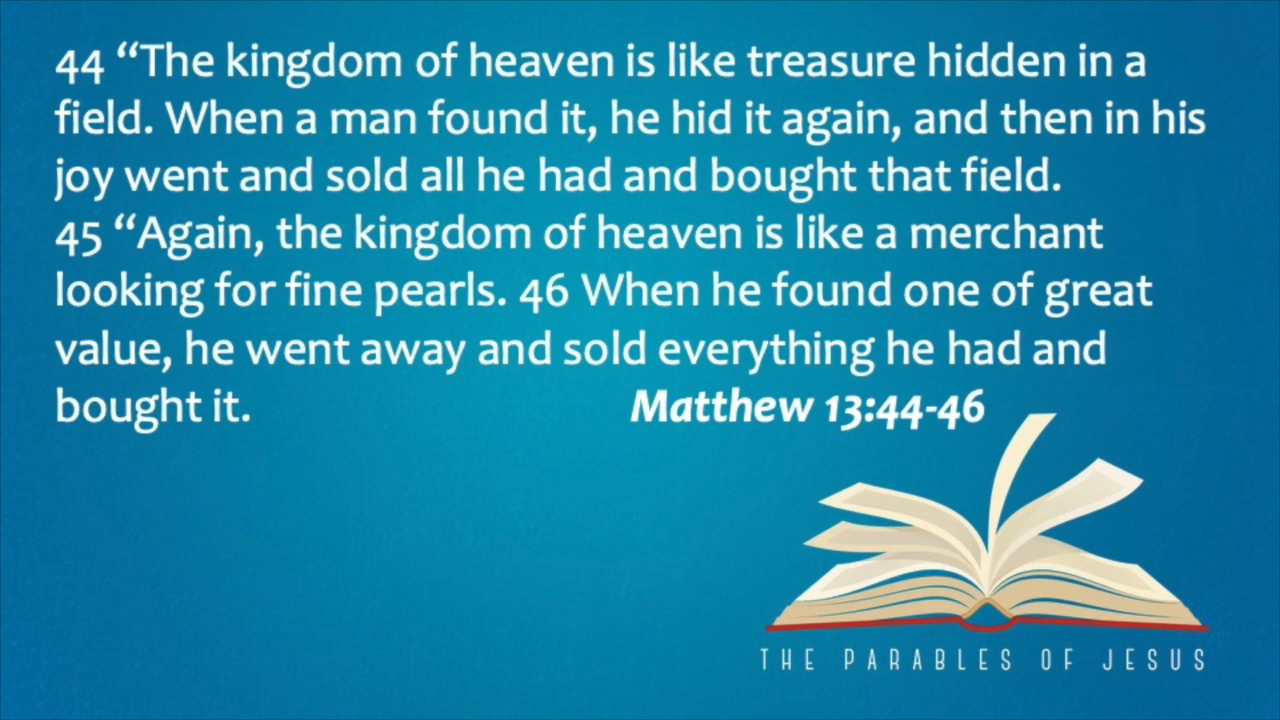 44 “The kingdom of heaven is like treasure hidden in a
field. When a man found it, he hid it again, and then in his
joy went and sold all he had and bought that field.
45 “Again, the kingdom of heaven is like a merchant
looking for fine pearls. 46 When he found one of great
value, he went away and sold everything he had and
bought it. Matthew 13:44-46
THE PARABLES OF JESUS